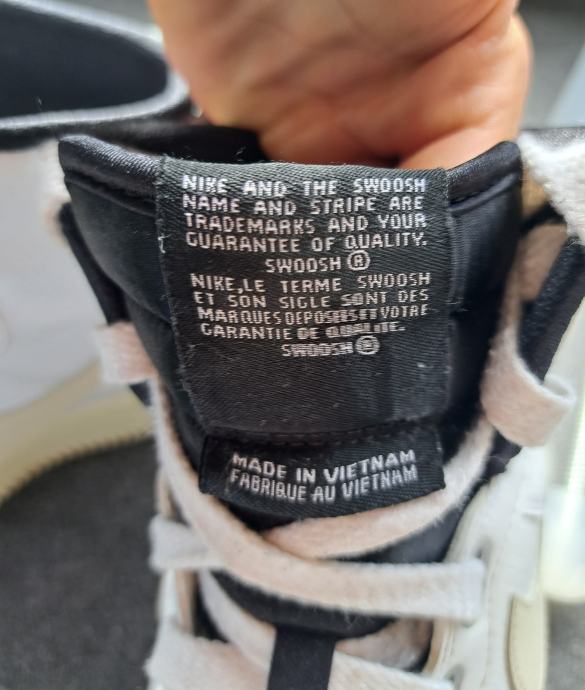 NIKE AND THE SWOOSH
NAME AND STRIPE ARE
TRADEMARKS AND YOUR
GUARANTEE OF QUALITY.
SWOOSH ®
NIKE,LE TERME SWOOSH
ET SON SIGLE SONT DES
MARQUES DEPOSEES ET VOTRE
GARANTIE DE QUALITE.
SWOOSH ®
MADE IN VIETNAM
FABRIQUE AU VIETNAM